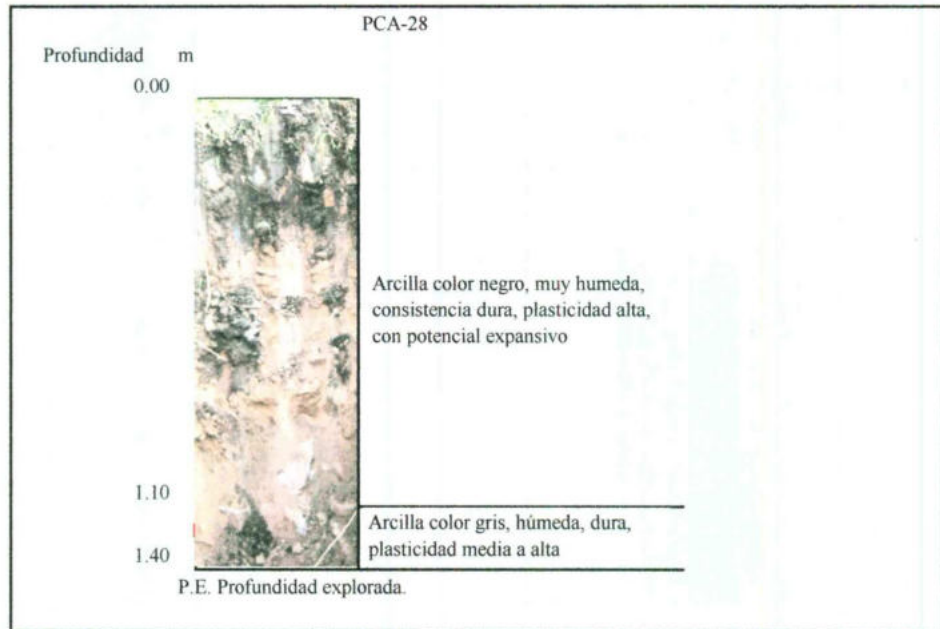 PCA-28
Profundidad m
0.00
Arcilla color negro, muy humeda,
consistencia dura, plasticidad alta,
con potencial expansivo
1.10
Arcilla color gris, húmeda, dura,
plasticidad media a alta
1.40
P.E. Profundidad explorada.